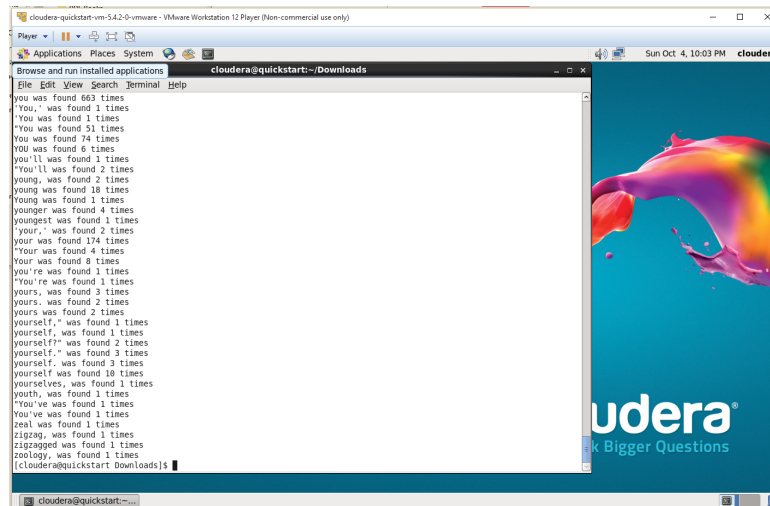 cloudera-quickstart-vm-5.4.2-0-vmware - VMware Workstation 12 Player (Non-commercial use only)
Player
Applications Places System
Sun Oct 4, 10:03 PM
Browse and run installed applications
cloudera@quickstart:~/Downloads
File Edit View Search Terminal Help
you was found 663 times
'You,' was found 1 times
'You was found 1 times
"You was found 51 times
You was found 74 times
YOU was found 6 times
you'll was found 1 times
"You'll was found 2 times
young, was found 2 times
young was found 18 times
Young was found 1 times
younger was found 4 times
youngest was found 1 times
'your,' was found 2 times
your was found 174 times
"Your was found 4 times
Your was found 8 times
you're was found 1 times
"You're was found 1 times
yours, was found 3 times
yours. was found 2 times
yours was found 2 times
yourself," was found 1 times
yourself, was found 1 times
yourself?" was found 2 times
yourself." was found 3 times
yourself. was found 3 times
yourself was found 10 times
yourselves, was found 1 times
youth, was found 1 times
"You've was found 1 times
You've was found 1 times
zeal was found 1 times
zigzag, was found 1 times
zigzagged was found 1 times
zoology, was found 1 times
[cloudera@quickstart Downloads]$
udera®
k Bigger Questions
cloudera@quickstart:~...